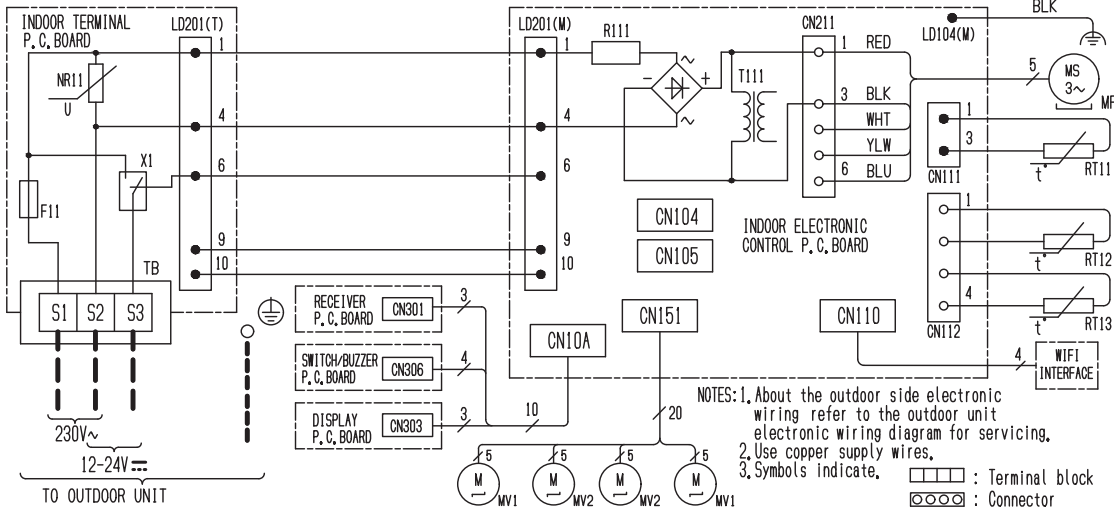 INDOOR TERMINAL
P.C.BOARD
LD201(T)
1
NR11
U
4
X1
6
F11
9
10
TB
S1
S2
S3
230V~
12-24V
TO OUTDOOR UNIT
LD201(M)
1
4
6
9
10
R111
~
-
+
~
T111
CN211
1
RED
3
BLK
WHT
YLW
6
BLU
LD104(M)
BLK
5
MS
3~
MF
1
3
CN111
t°
RT11
1
t°
RT12
4
CN112
t°
RT13
CN104
CN105
INDOOR ELECTRONIC
CONTROL P.C.BOARD
RECEIVER
P.C.BOARD
CN301
3
SWITCH/BUZZER
P.C.BOARD
CN306
4
DISPLAY
P.C.BOARD
CN303
3
10
CN10A
CN151
20
CN110
4
WIFI
INTERFACE
5
M
MV1
5
M
MV2
5
M
MV2
5
M
MV1
NOTES:1.About the outdoor side electronic
wiring refer to the outdoor unit
electronic wiring diagram for servicing.
2.Use copper supply wires.
3.Symbols indicate.
: Terminal block
: Connector